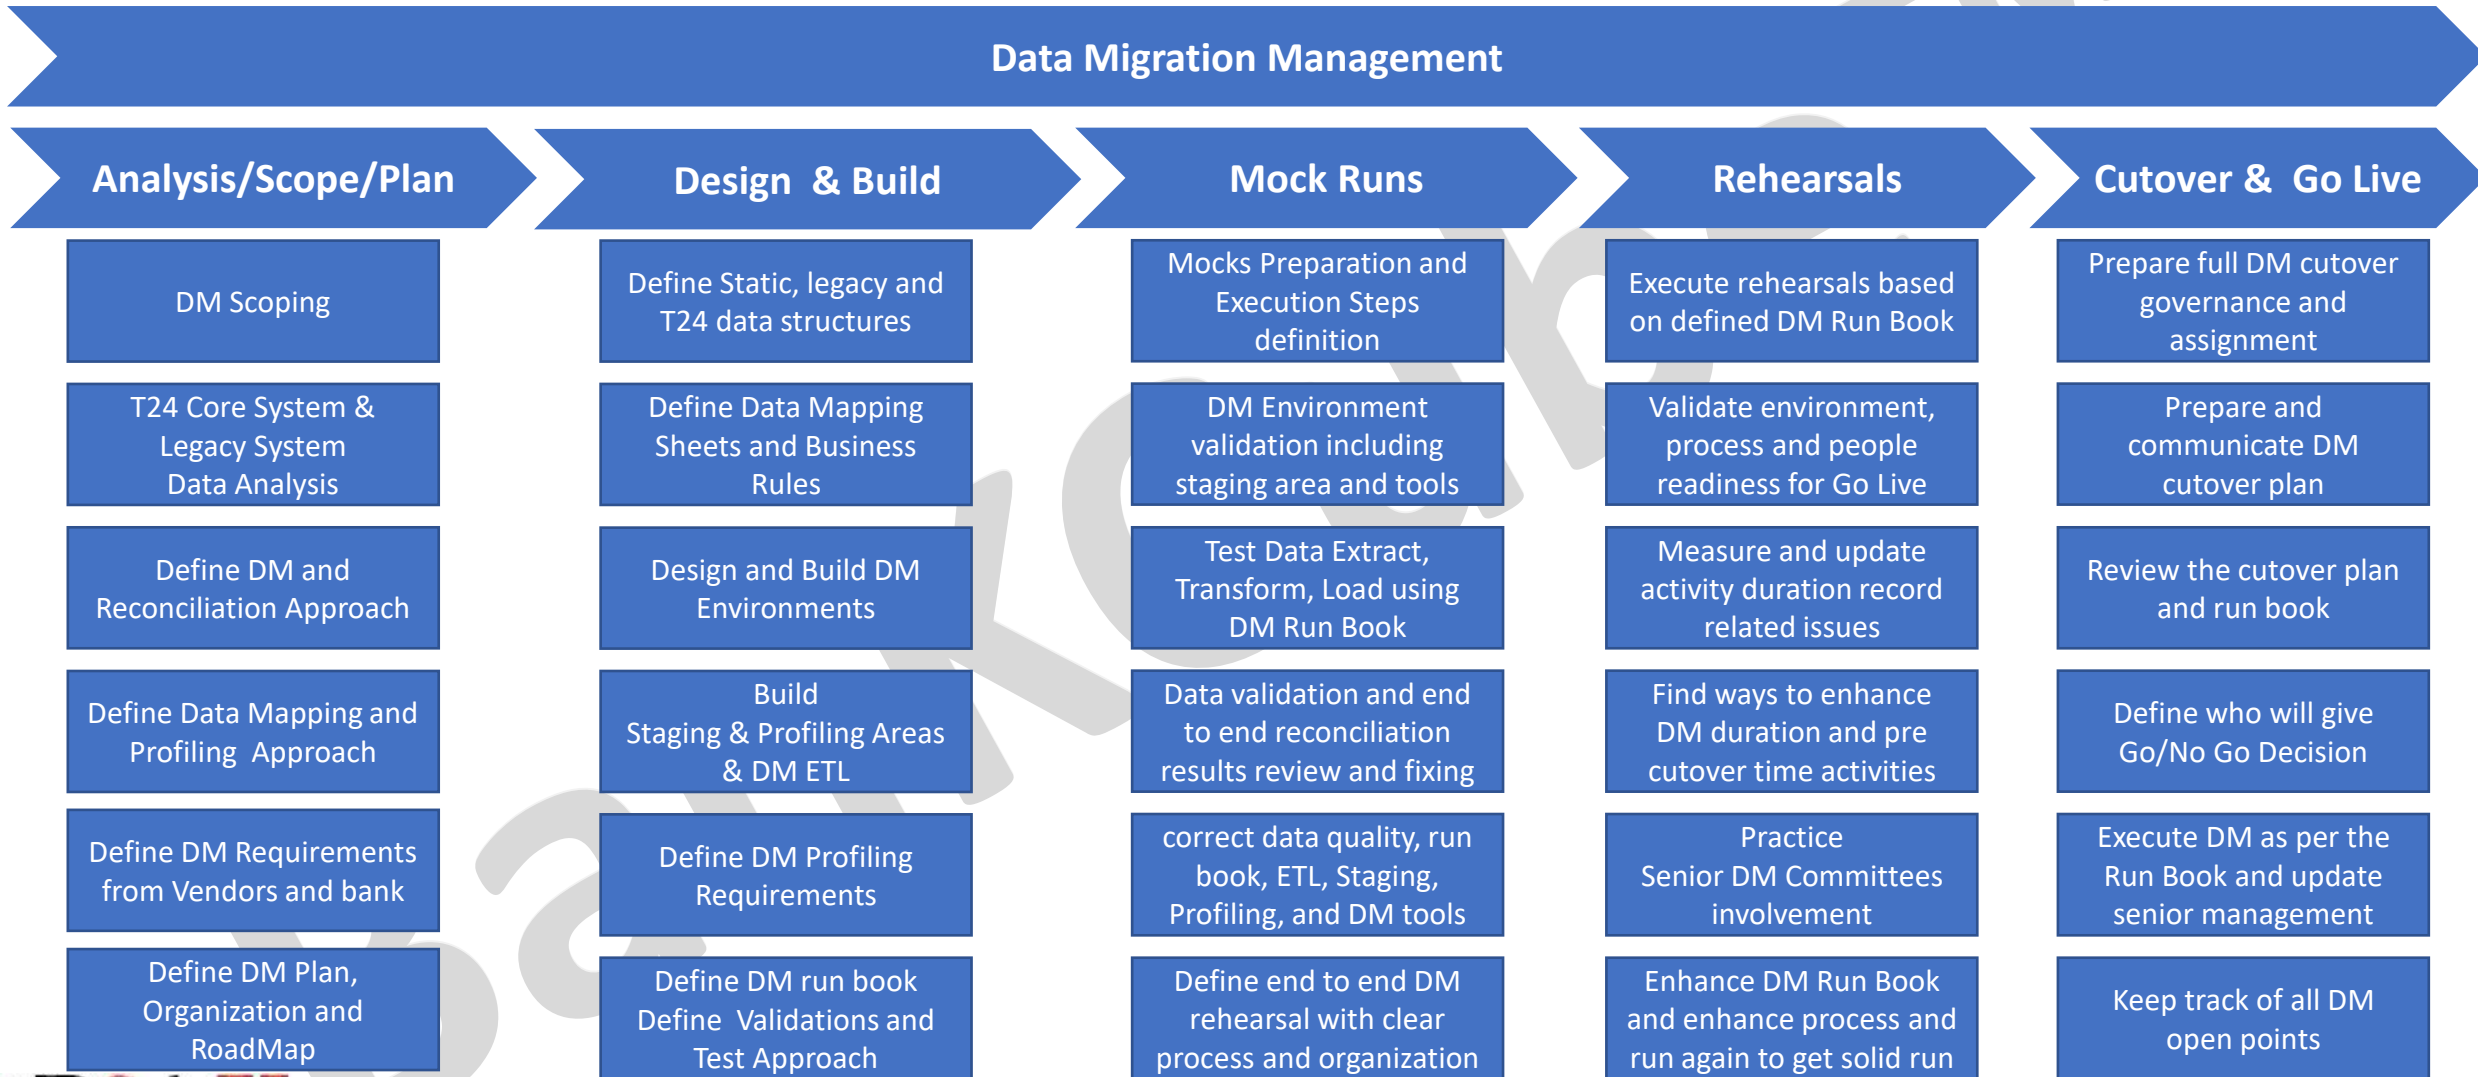 Data Migration Management
Analysis/Scope/Plan
DM Scoping
T24 Core System &
Legacy System
Data Analysis
Define DM and
Reconciliation Approach
Define Data Mapping and
Profiling Approach
Define DM Requirements
from Vendors and bank
Define DM Plan,
Organization and
RoadMap
Design & Build
Define Static, legacy and
T24 data structures
Define Data Mapping
Sheets and Business
Rules
Design and Build DM
Environments
Build
Staging & Profiling Areas
& DM ETL
Define DM Profiling
Requirements
Define DM run book
Define Validations and
Test Approach
Mock Runs
Mocks Preparation and
Execution Steps
definition
DM Environment
validation including
staging area and tools
Test Data Extract,
Transform, Load using
DM Run Book
Data validation and end
to end reconciliation
results review and fixing
correct data quality, run
book, ETL, Staging,
Profiling, and DM tools
Define end to end DM
rehearsal with clear
process and organization
Rehearsals
Execute rehearsals based
on defined DM Run Book
Validate environment,
process and people
readiness for Go Live
Measure and update
activity duration record
related issues
Find ways to enhance
DM duration and pre
cutover time activities
Practice
Senior DM Committees
involvement
Enhance DM Run Book
and enhance process and
run again to get solid run
Cutover & Go Live
Prepare full DM cutover
governance and
assignment
Prepare and
communicate DM
cutover plan
Review the cutover plan
and run book
Define who will give
Go/No Go Decision
Execute DM as per the
Run Book and update
senior management
Keep track of all DM
open points